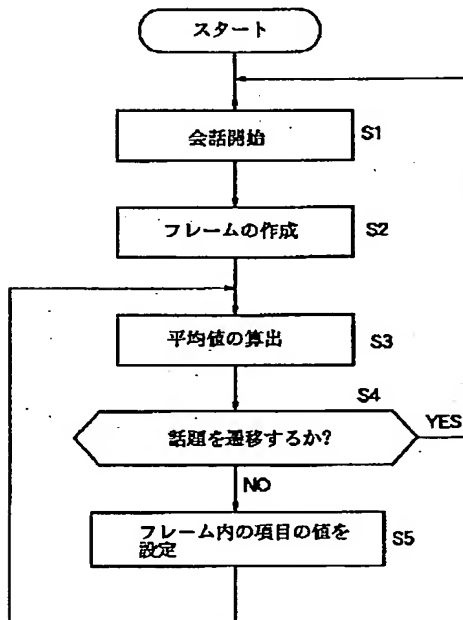 スタート
会話開始 S1
フレームの作成 S2
平均値の算出 S3
S4
話題を遷移するか? YES
NO
フレーム内の項目の値を
設定 S5